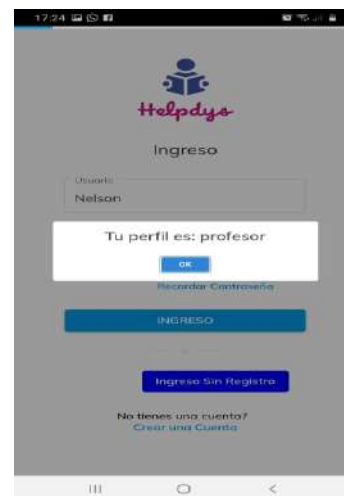 17:24
Helpdys
Ingreso
Usuario
Nelson
Tu perfil es: profesor
OK
Recordar Contraseña
INGRESO
Ingreso Sin Registro
No tienes una cuenta?
Crear una Cuenta